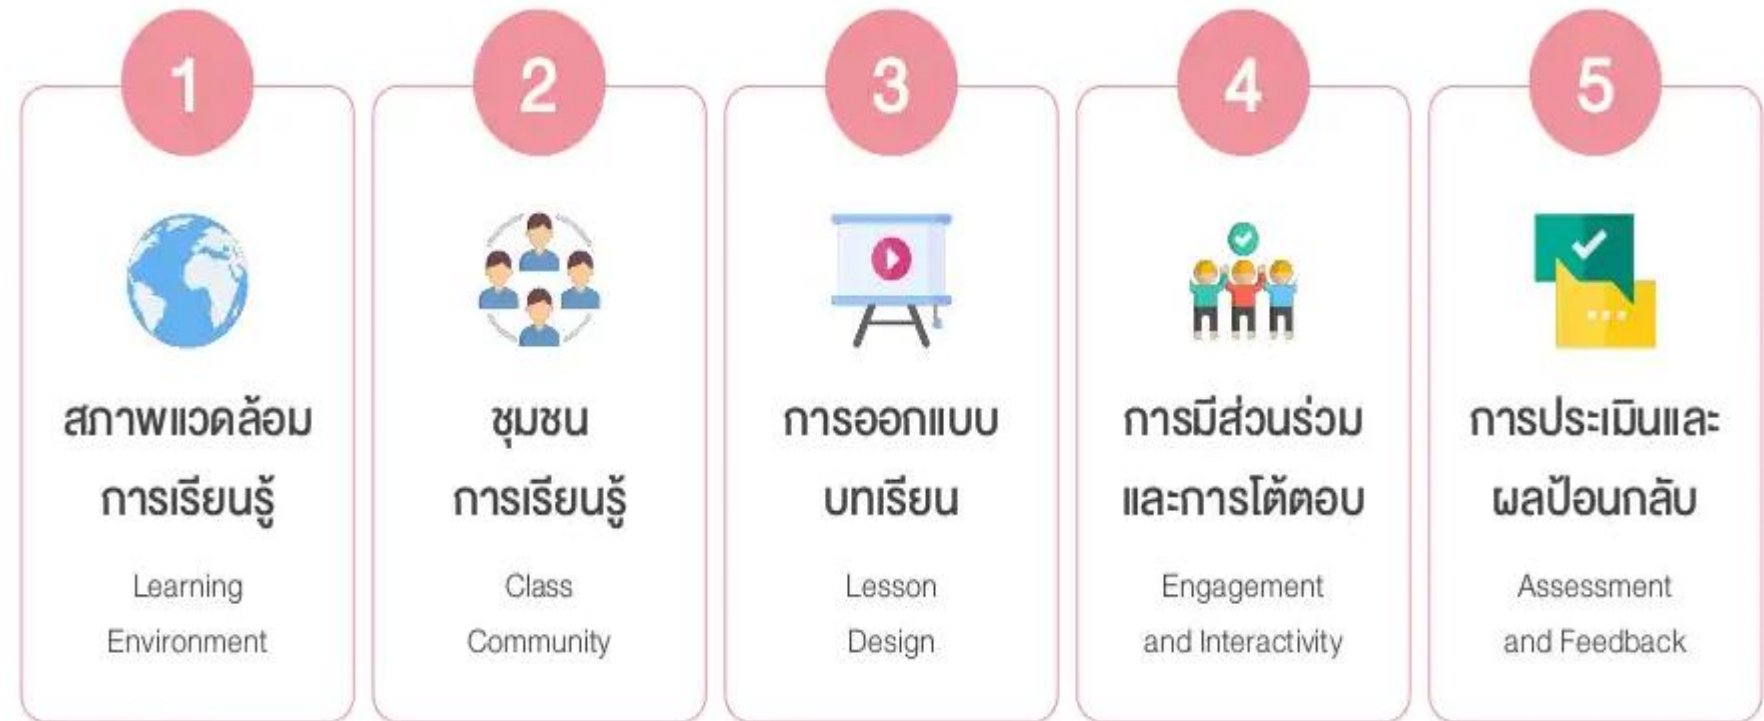 1
สภาพแวดล้อม
การเรียนรู้
Learning
Environment
2
ชุมชน
การเรียนรู้
Class
Community
3
การออกแบบ
บทเรียน
Lesson
Design
4
การมีส่วนร่วม
และการโต้ตอบ
Engagement
and Interactivity
5
การประเมินและ
ผลป้อนกลับ
Assessment
and Feedback